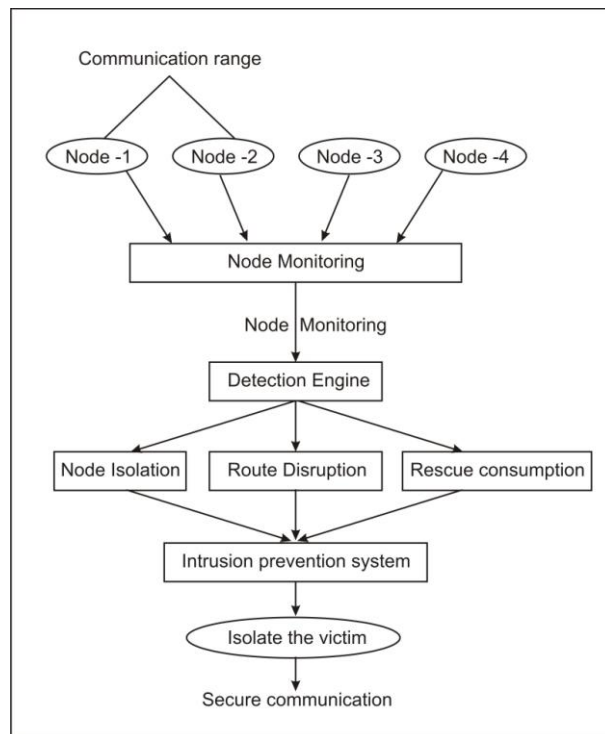 Communication range
Node -1 Node -2 Node -3 Node -4
Node Monitoring
Node Monitoring
Detection Engine
Node Isolation Route Disruption Rescue consumption
Intrusion prevention system
Isolate the victim
Secure communication